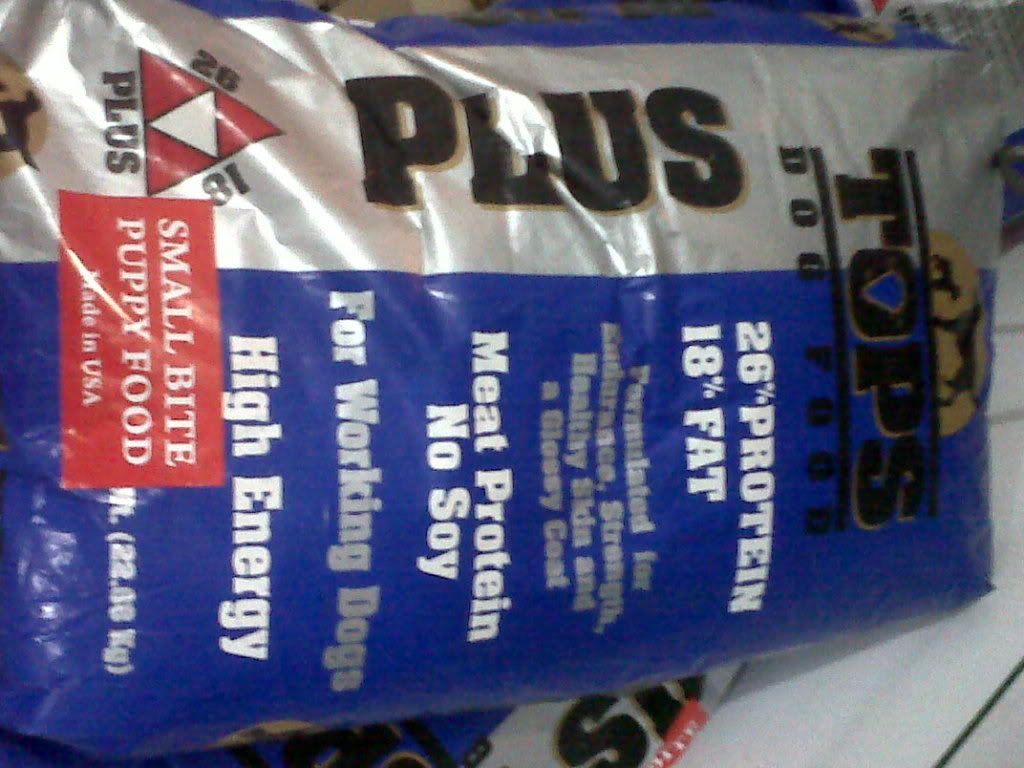 TOPS
DOG FOOD
PLUS
26% PROTEIN
18% FAT
Formulated for
Endurance, Strength,
Healthy Skin and
a Glossy Coat
Meat Protein
No Soy
For Working Dogs
High Energy
26
18
PLUS
SMALL BITE
PUPPY FOOD
Made in USA
Wt. (22.68 Kg)